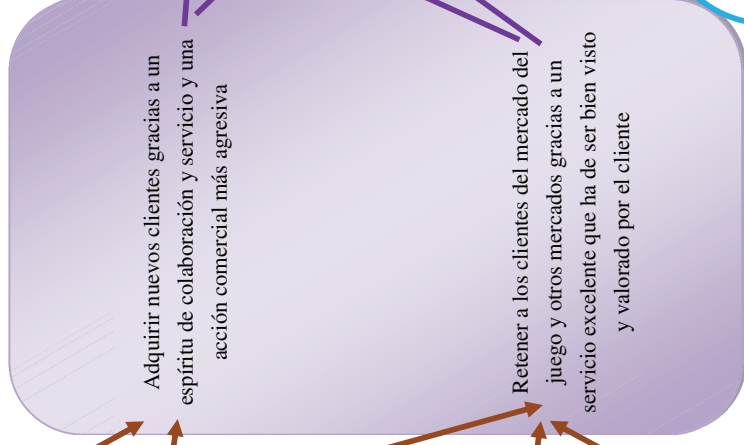 Adquirir nuevos clientes gracias a un
espíritu de colaboración y servicio y una
acción comercial más agresiva
Retener a los clientes del mercado del
juego y otros mercados gracias a un
servicio excelente que ha de ser bien visto
y valorado por el cliente